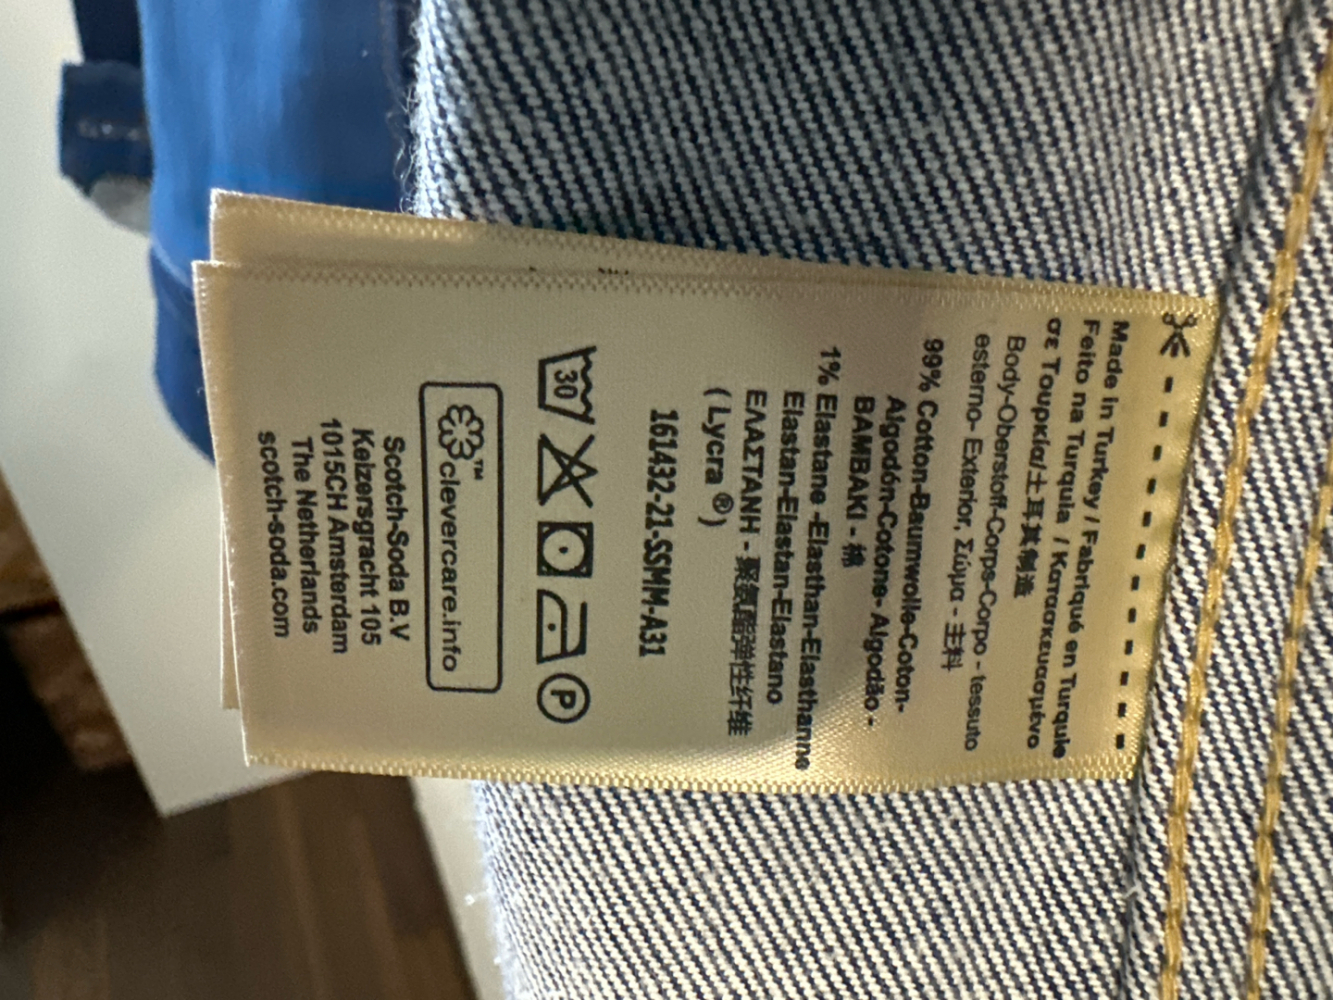 Made in Turkey / Fabriqué en Turquie
Feito na Turquia / Κατασκευασμένο
σε Τουρκία/土耳其制造
Body-Oberstoff-Corps-Corpo - tessuto
esterno- Exterior, Σώμα - 主料
99% Cotton-Baumwolle-Coton-
Algodón-Cotone- Algodão -
BAMBAKI - 棉
1% Elastane -Elasthan-Elasthanne
Elastan-Elastan-Elastano
ΕΛΑΣΤΑΝΗ - 聚氨酯弹性纤维
( Lycra ®)
161432-21-SSMM-A31
30 P
™ clevercare.info
Scotch-Soda B.V
Keizersgracht 105
1015CH Amsterdam
The Netherlands
scotch-soda.com